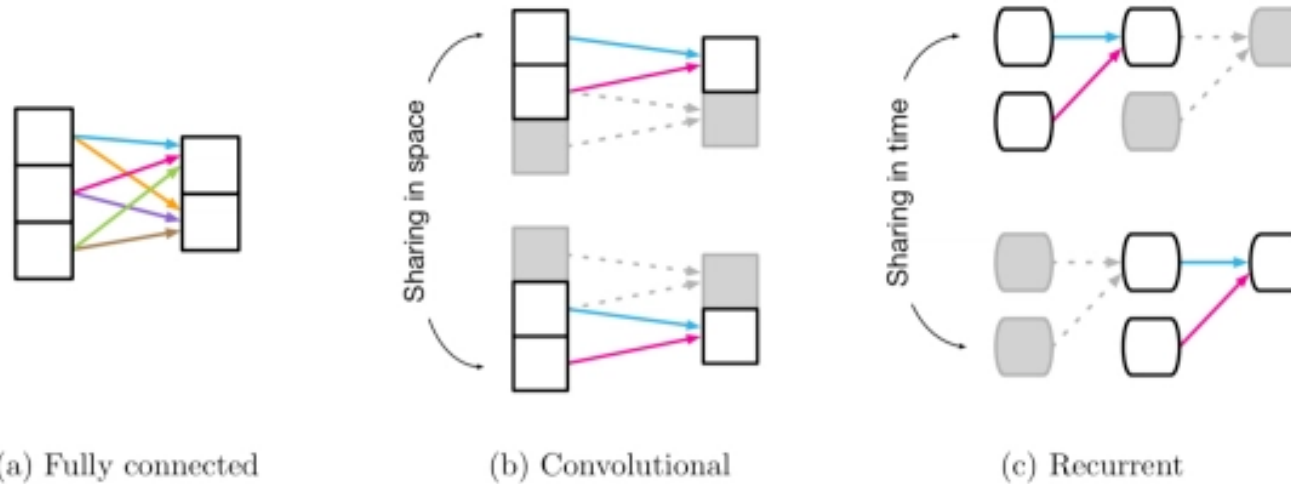 Sharing in space
Sharing in time
(a) Fully connected
(b) Convolutional
(c) Recurrent